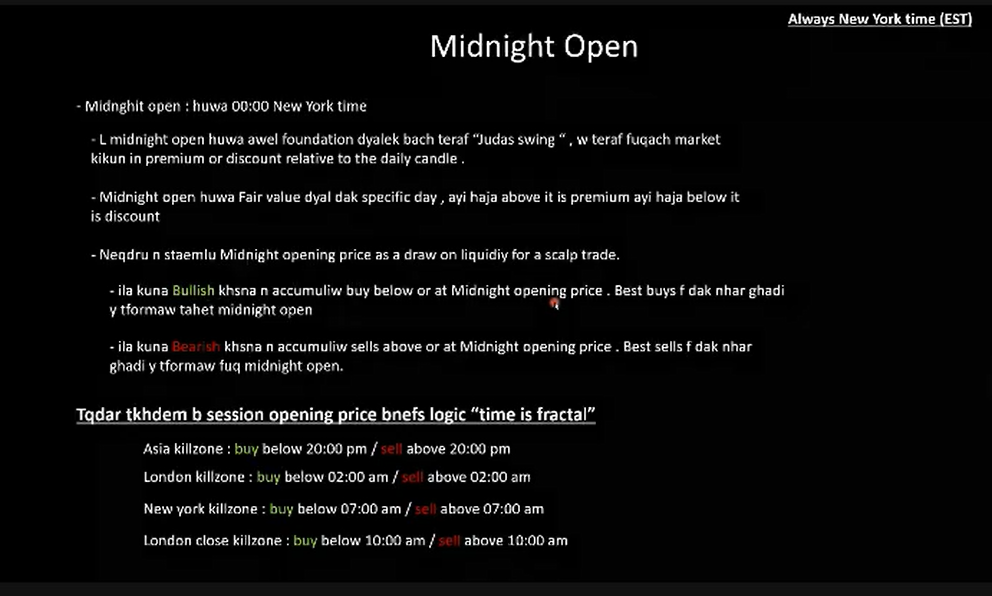 Always New York time (EST)
Midnight Open
- Midnghit open : huwa 00:00 New York time
- L midnight open huwa awel foundation dyalek bach teraf “Judas swing “ , w teraf fuqach market
kikun in premium or discount relative to the daily candle .
- Midnight open huwa Fair value dyal dak specific day , ayi haja above it is premium ayi haja below it
is discount
- Neqdru n staemlu Midnight opening price as a draw on liquidiy for a scalp trade.
- ila kuna Bullish khsna n accumuliw buy below or at Midnight opening price . Best buys f dak nhar ghadi
y tformaw tahet midnight open
- ila kuna Bearish khsna n accumuliw sells above or at Midnight opening price . Best sells f dak nhar
ghadi y tformaw fuq midnight open.
Tqdar tkhdem b session opening price bnefs logic “time is fractal”
Asia killzone : buy below 20:00 pm / sell above 20:00 pm
London killzone : buy below 02:00 am / sell above 02:00 am
New york killzone : buy below 07:00 am / sell above 07:00 am
London close killzone : buy below 10:00 am / sell above 10:00 am